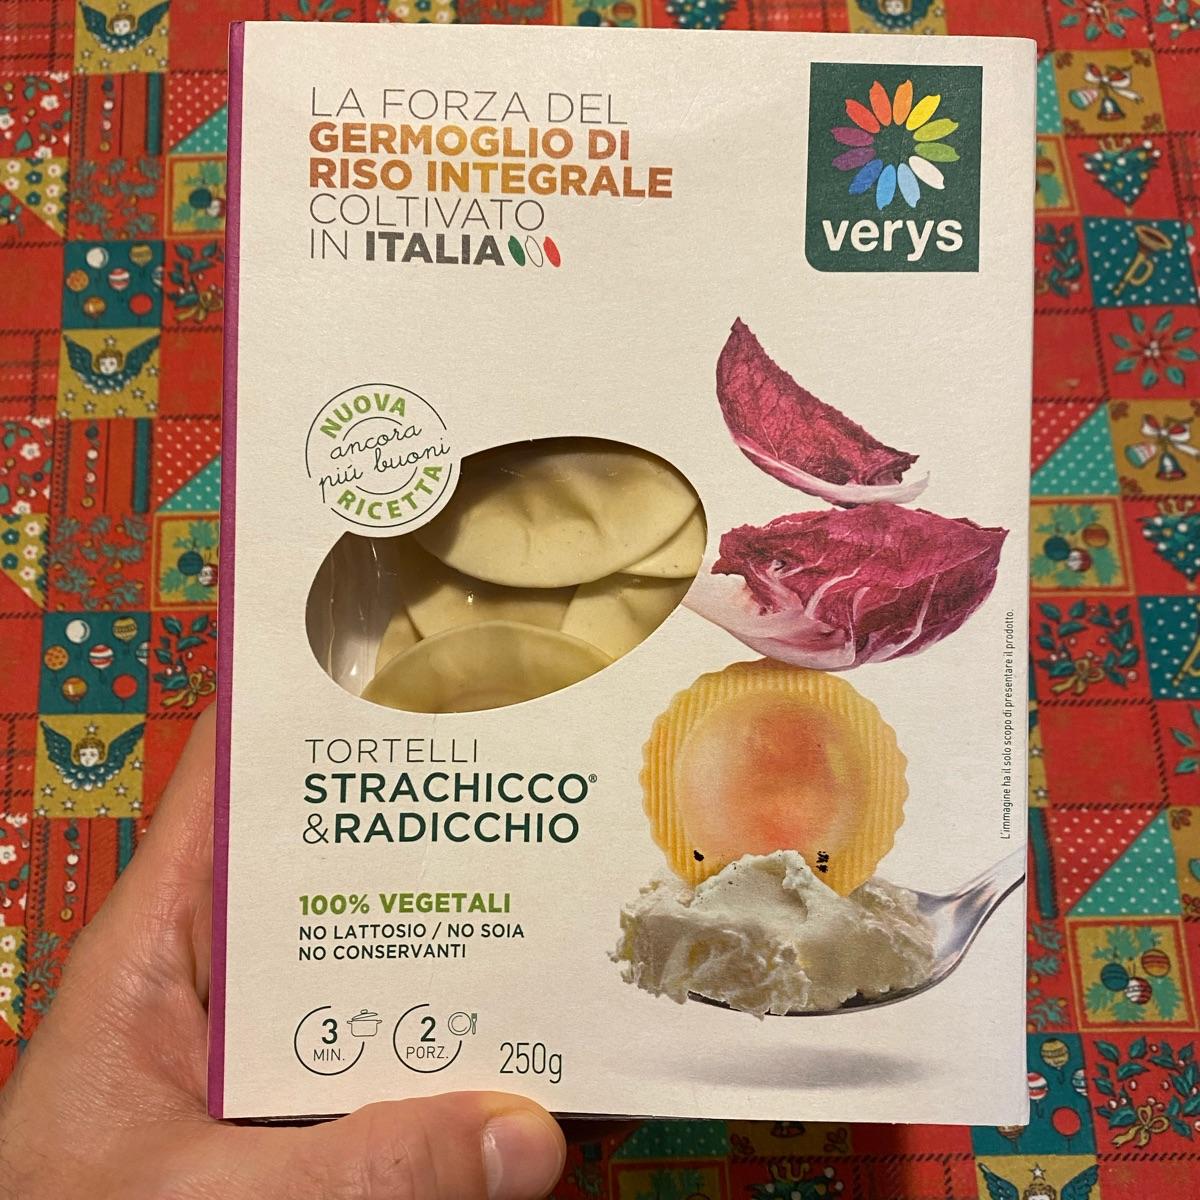 LA FORZA DEL
GERMOGLIO DI
RISO INTEGRALE
COLTIVATO
IN ITALIA
verys
NUOVA
ancora
più buoni
RICETTA
TORTELLI
STRACHICCO®
&RADICCHIO
100% VEGETALI
NO LATTOSIO / NO SOIA
NO CONSERVANTI
3
MIN.
2
PORZ.
250g
L'immagine ha il solo scopo di presentare il prodotto.